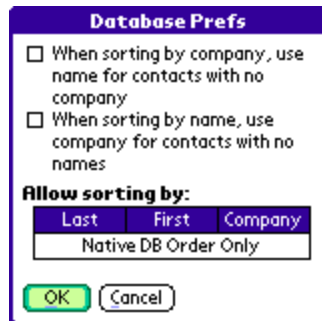 Database Prefs
When sorting by company, use
name for contacts with no
company
When sorting by name, use
company for contacts with no
names
Allow sorting by:
Last First Company
Native DB Order Only
OK Cancel